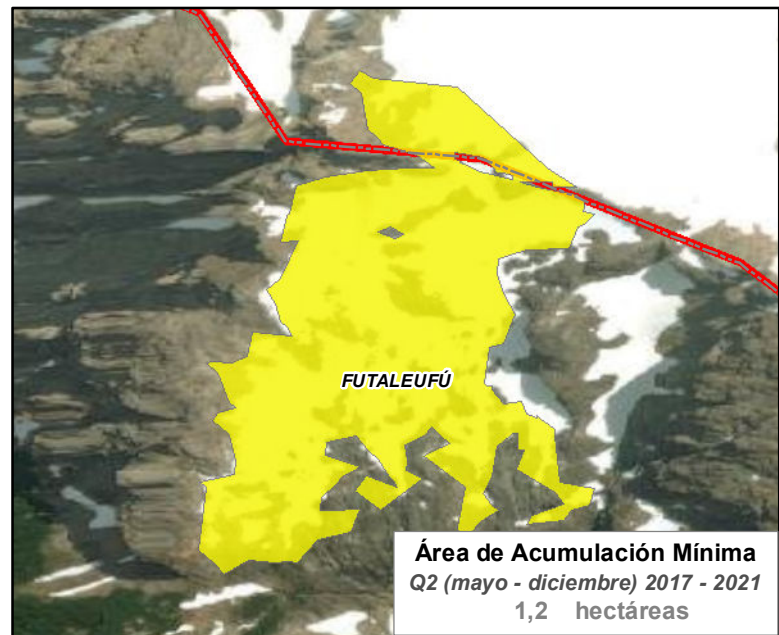 FUTALEUFÚ
Área de Acumulación Mínima
Q2 (mayo - diciembre) 2017 - 2021
1,2 hectáreas